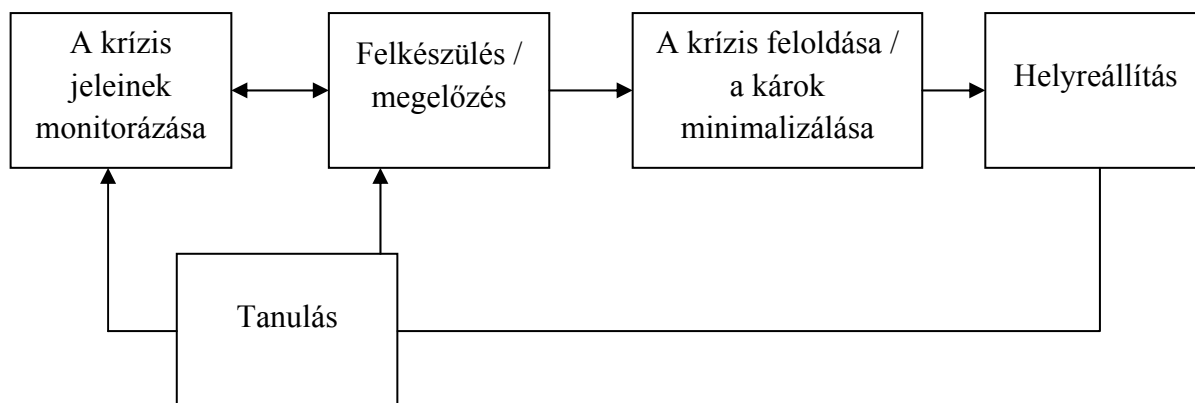 A krízis
jeleinek
monitorázása
Felkészülés /
megelőzés
A krízis feloldása /
a károk
minimalizálása
Helyreállítás
Tanulás